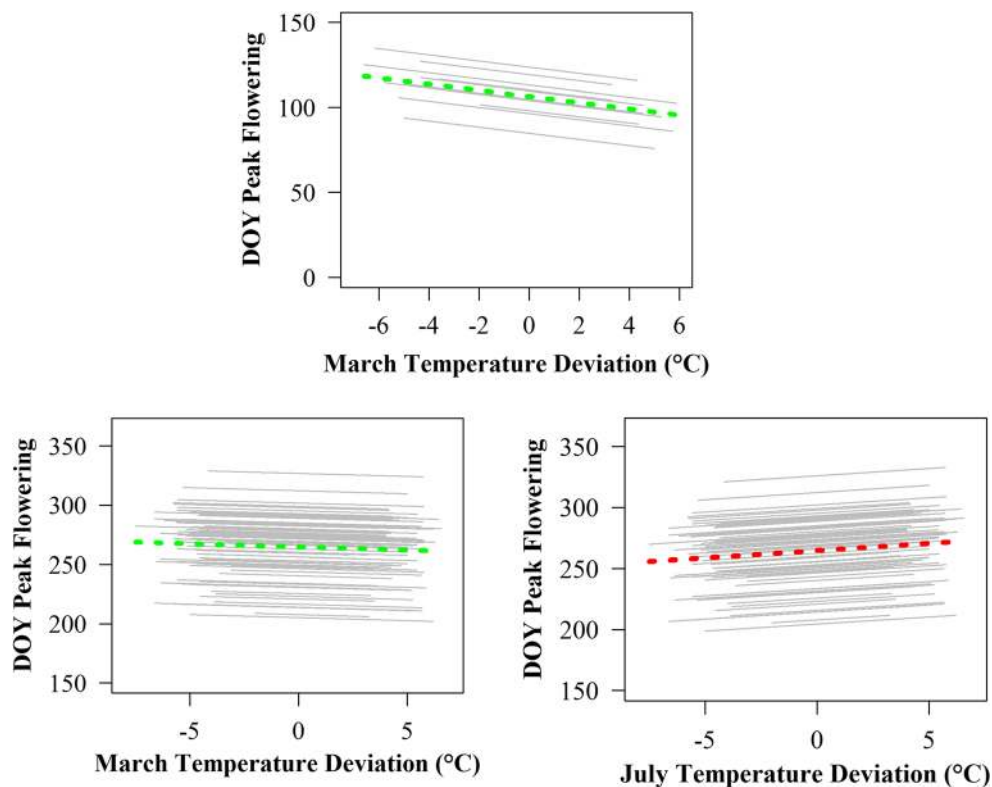 DOY Peak Flowering
150
100
50
0
-6 -4 -2 0 2 4 6
March Temperature Deviation (°C)
DOY Peak Flowering
350
300
250
200
150
-5 0 5
March Temperature Deviation (°C)
DOY Peak Flowering
350
300
250
200
150
-5 0 5
July Temperature Deviation (°C)